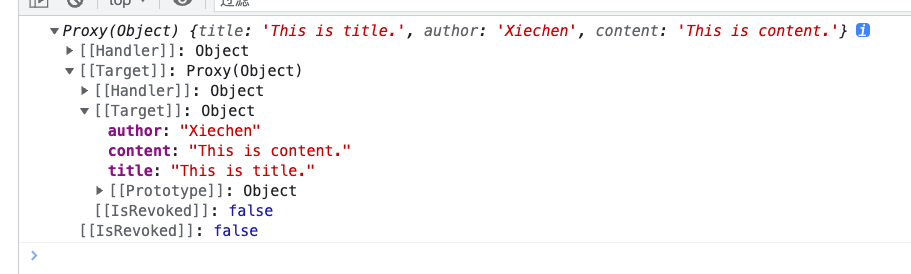 top
过滤
Proxy(Object) {title: 'This is title.', author: 'Xiechen', content: 'This is content.'} i
[[Handler]]: Object
[[Target]]: Proxy(Object)
[[Handler]]: Object
[[Target]]: Object
author: "Xiechen"
content: "This is content."
title: "This is title."
[[Prototype]]: Object
[[IsRevoked]]: false
[[IsRevoked]]: false